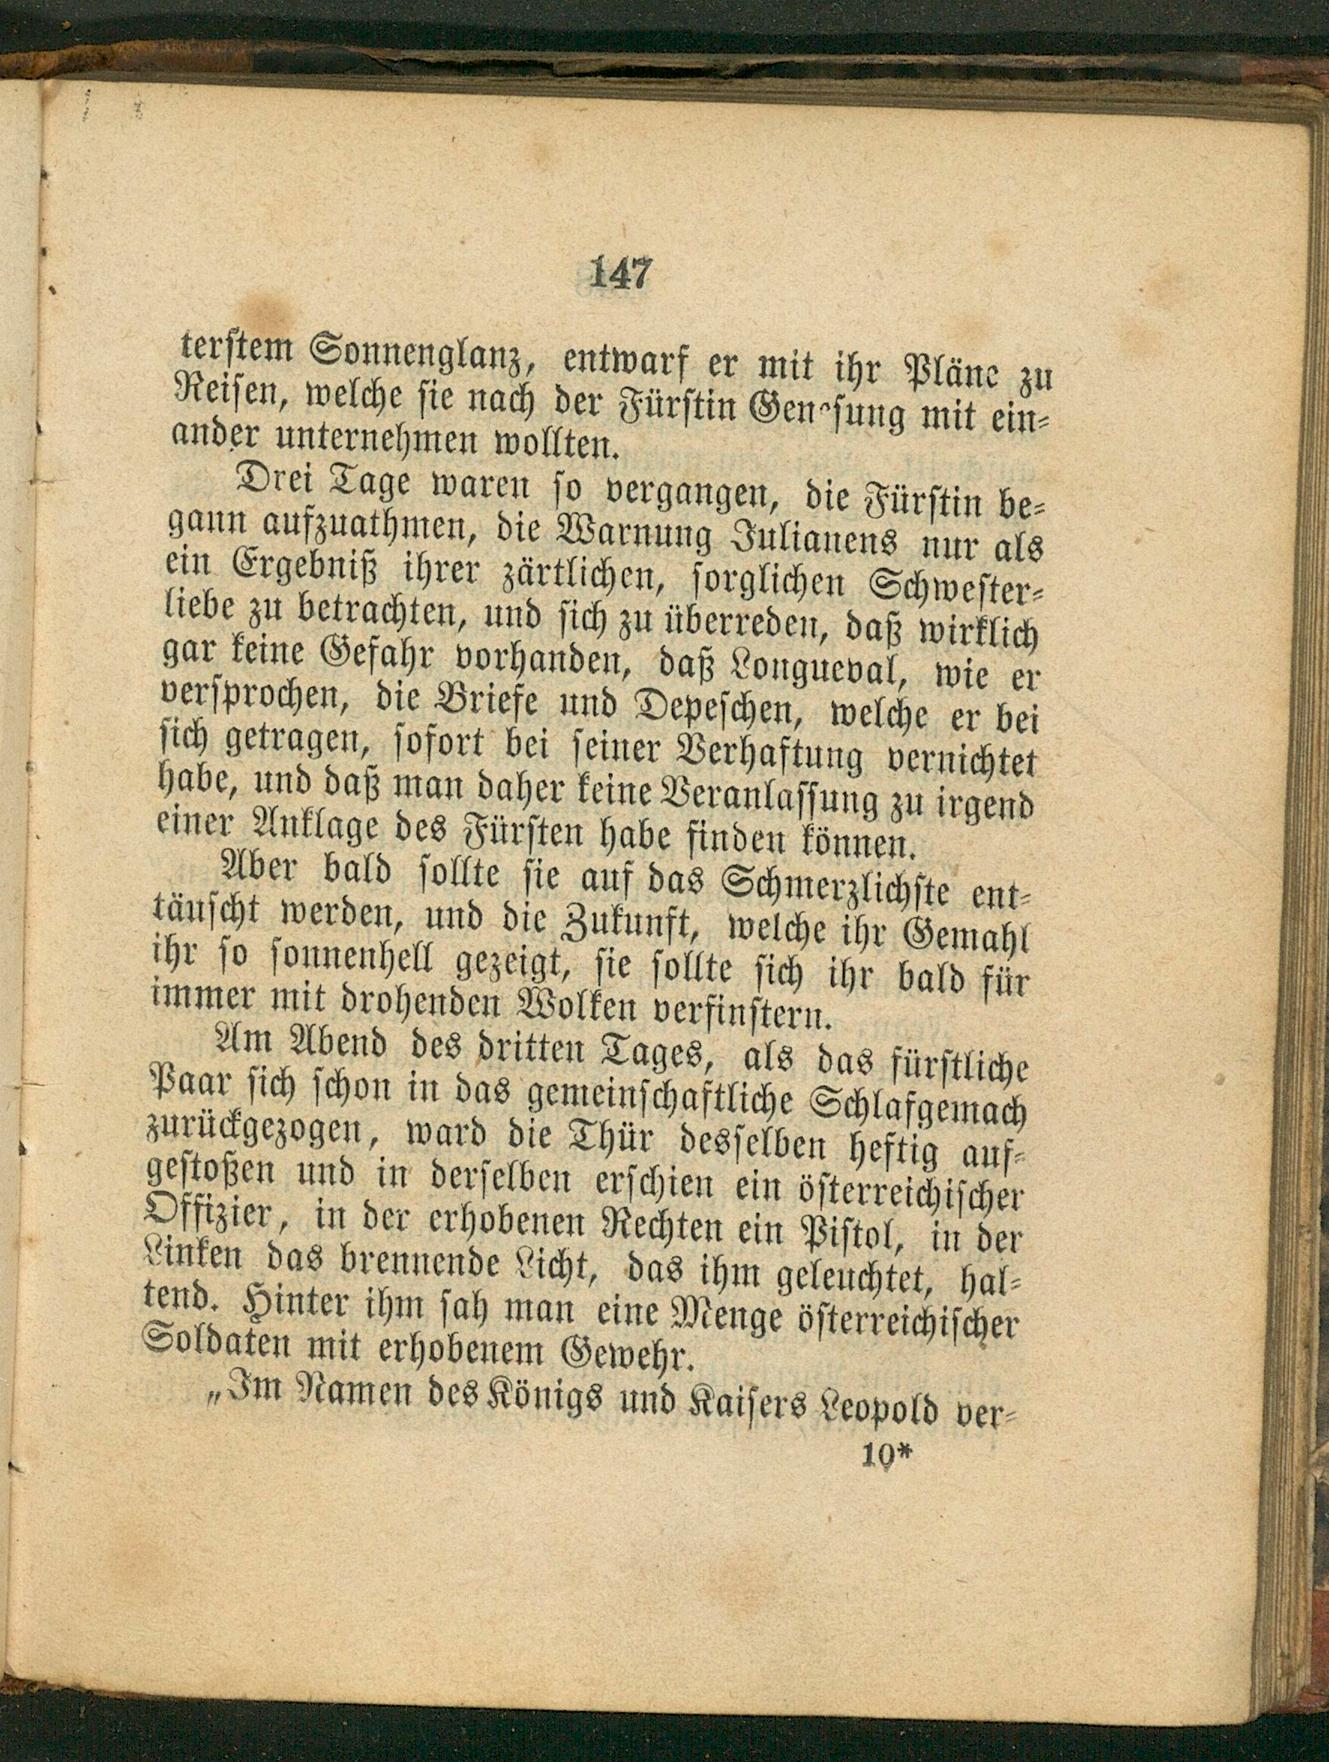 147
terstem Sonnenglanz, entwarf er mit ihr Pläne zu
Reisen, welche sie nach der Fürstin Genesung mit ein-
ander unternehmen wollten.
Drei Tage waren so vergangen, die Fürstin be-
gann aufzuathmen, die Warnung Julianens nur als
ein Ergebniß ihrer zärtlichen, sorglichen Schwester-
liebe zu betrachten, und sich zu überreden, daß wirklich
gar keine Gefahr vorhanden, daß Longueval, wie er
versprochen, die Briefe und Depeschen, welche er bei
sich getragen, sofort bei seiner Verhaftung vernichtet
habe, und daß man daher keine Veranlassung zu irgend
einer Anklage des Fürsten habe finden können.
Aber bald sollte sie auf das Schmerzlichste ent-
täuscht werden, und die Zukunft, welche ihr Gemahl
ihr so sonnenhell gezeigt, sie sollte sich ihr bald für
immer mit drohenden Wolken verfinstern.
Am Abend des dritten Tages, als das fürstliche
Paar sich schon in das gemeinschaftliche Schlafgemach
zurückgezogen, ward die Thür desselben heftig auf-
gestoßen und in derselben erschien ein österreichischer
Offizier, in der erhobenen Rechten ein Pistol, in der
Linken das brennende Licht, das ihm geleuchtet, hal-
tend. Hinter ihm sah man eine Menge österreichischer
Soldaten mit erhobenem Gewehr.
„Im Namen des Königs und Kaisers Leopold ver-
10*